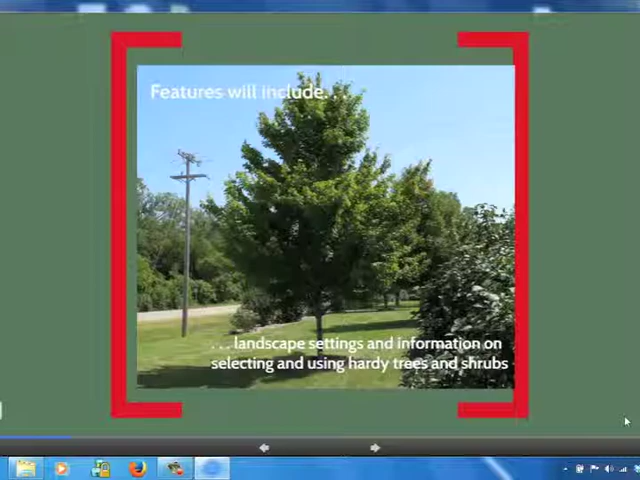 Features will include. . .
. . . landscape settings and information on
selecting and using hardy trees and shrubs